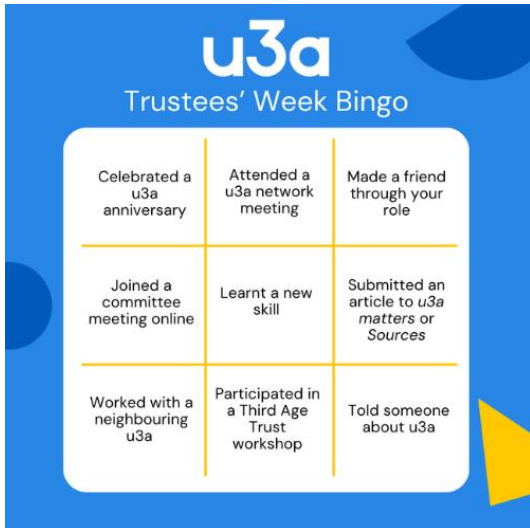 u3a
Trustees' Week Bingo
Celebrated a
u3a
anniversary
Attended a
u3a network
meeting
Made a friend
through your
role
Joined a
committee
meeting online
Learnt a new
skill
Submitted an
article to u3a
matters or
Sources
Worked with a
neighbouring
u3a
Participated in
a Third Age
Trust
workshop
Told someone
about u3a